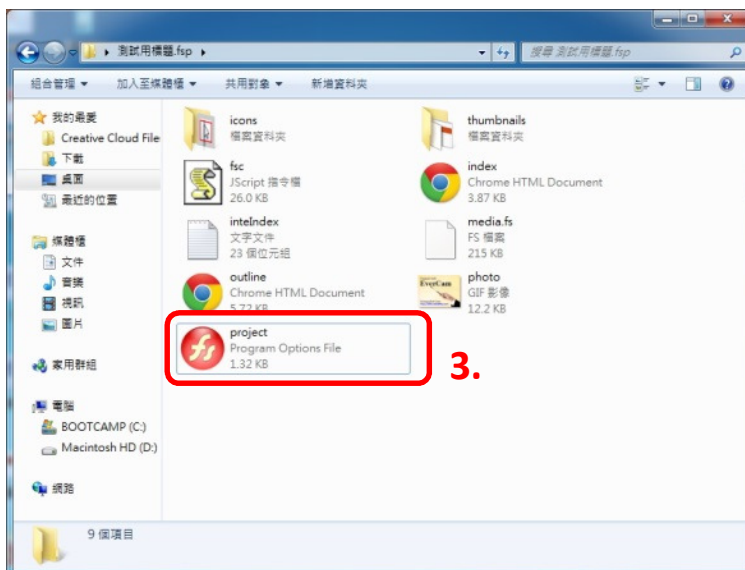 測試用標題.fsp
搜尋 測試用標題.fsp
組合管理
加入至媒體櫃
共用對象
新增資料夾
我的最愛
Creative Cloud File
下載
桌面
最近的位置
媒體櫃
文件
音樂
視訊
圖片
家用群組
電腦
BOOTCAMP (C:)
Macintosh HD (D:)
網路
icons
檔案資料夾
thumbnails
檔案資料夾
fsc
JScript 指令檔
26.0 KB
index
Chrome HTML Document
3.87 KB
inteIndex
文字文件
23 個位元組
media.fs
FS 檔案
215 KB
outline
Chrome HTML Document
5.72 KB
photo
GIF 影像
12.2 KB
EverCam
project
Program Options File
1.32 KB
3.
9 個項目